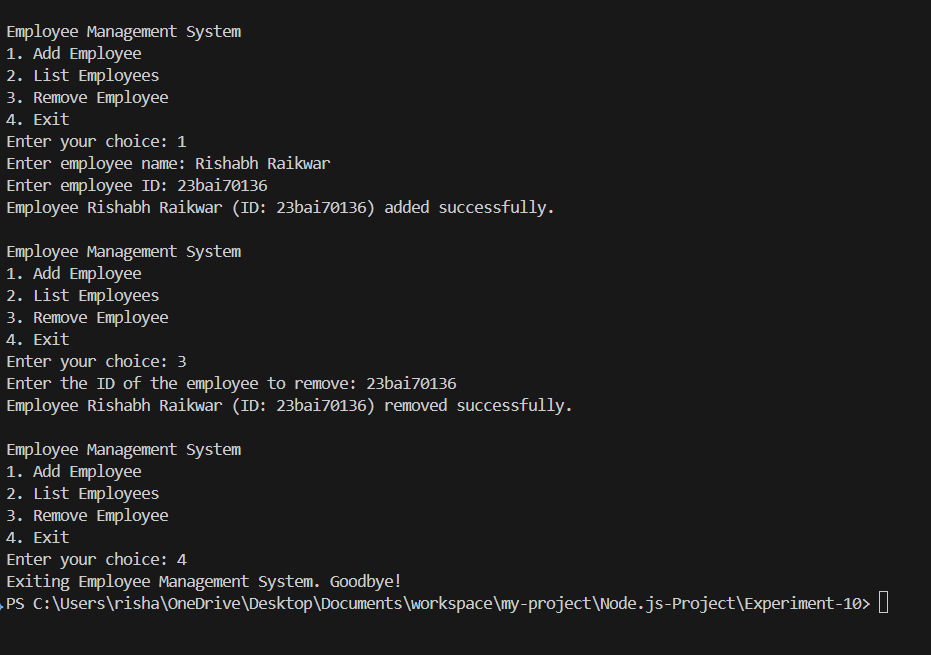 Employee Management System
1. Add Employee
2. List Employees
3. Remove Employee
4. Exit
Enter your choice: 1
Enter employee name: Rishabh Raikwar
Enter employee ID: 23bai70136
Employee Rishabh Raikwar (ID: 23bai70136) added successfully.
Employee Management System
1. Add Employee
2. List Employees
3. Remove Employee
4. Exit
Enter your choice: 3
Enter the ID of the employee to remove: 23bai70136
Employee Rishabh Raikwar (ID: 23bai70136) removed successfully.
Employee Management System
1. Add Employee
2. List Employees
3. Remove Employee
4. Exit
Enter your choice: 4
Exiting Employee Management System. Goodbye!
PS C:\Users\risha\OneDrive\Desktop\Documents\workspace\my-project\Node.js-Project\Experiment-10>